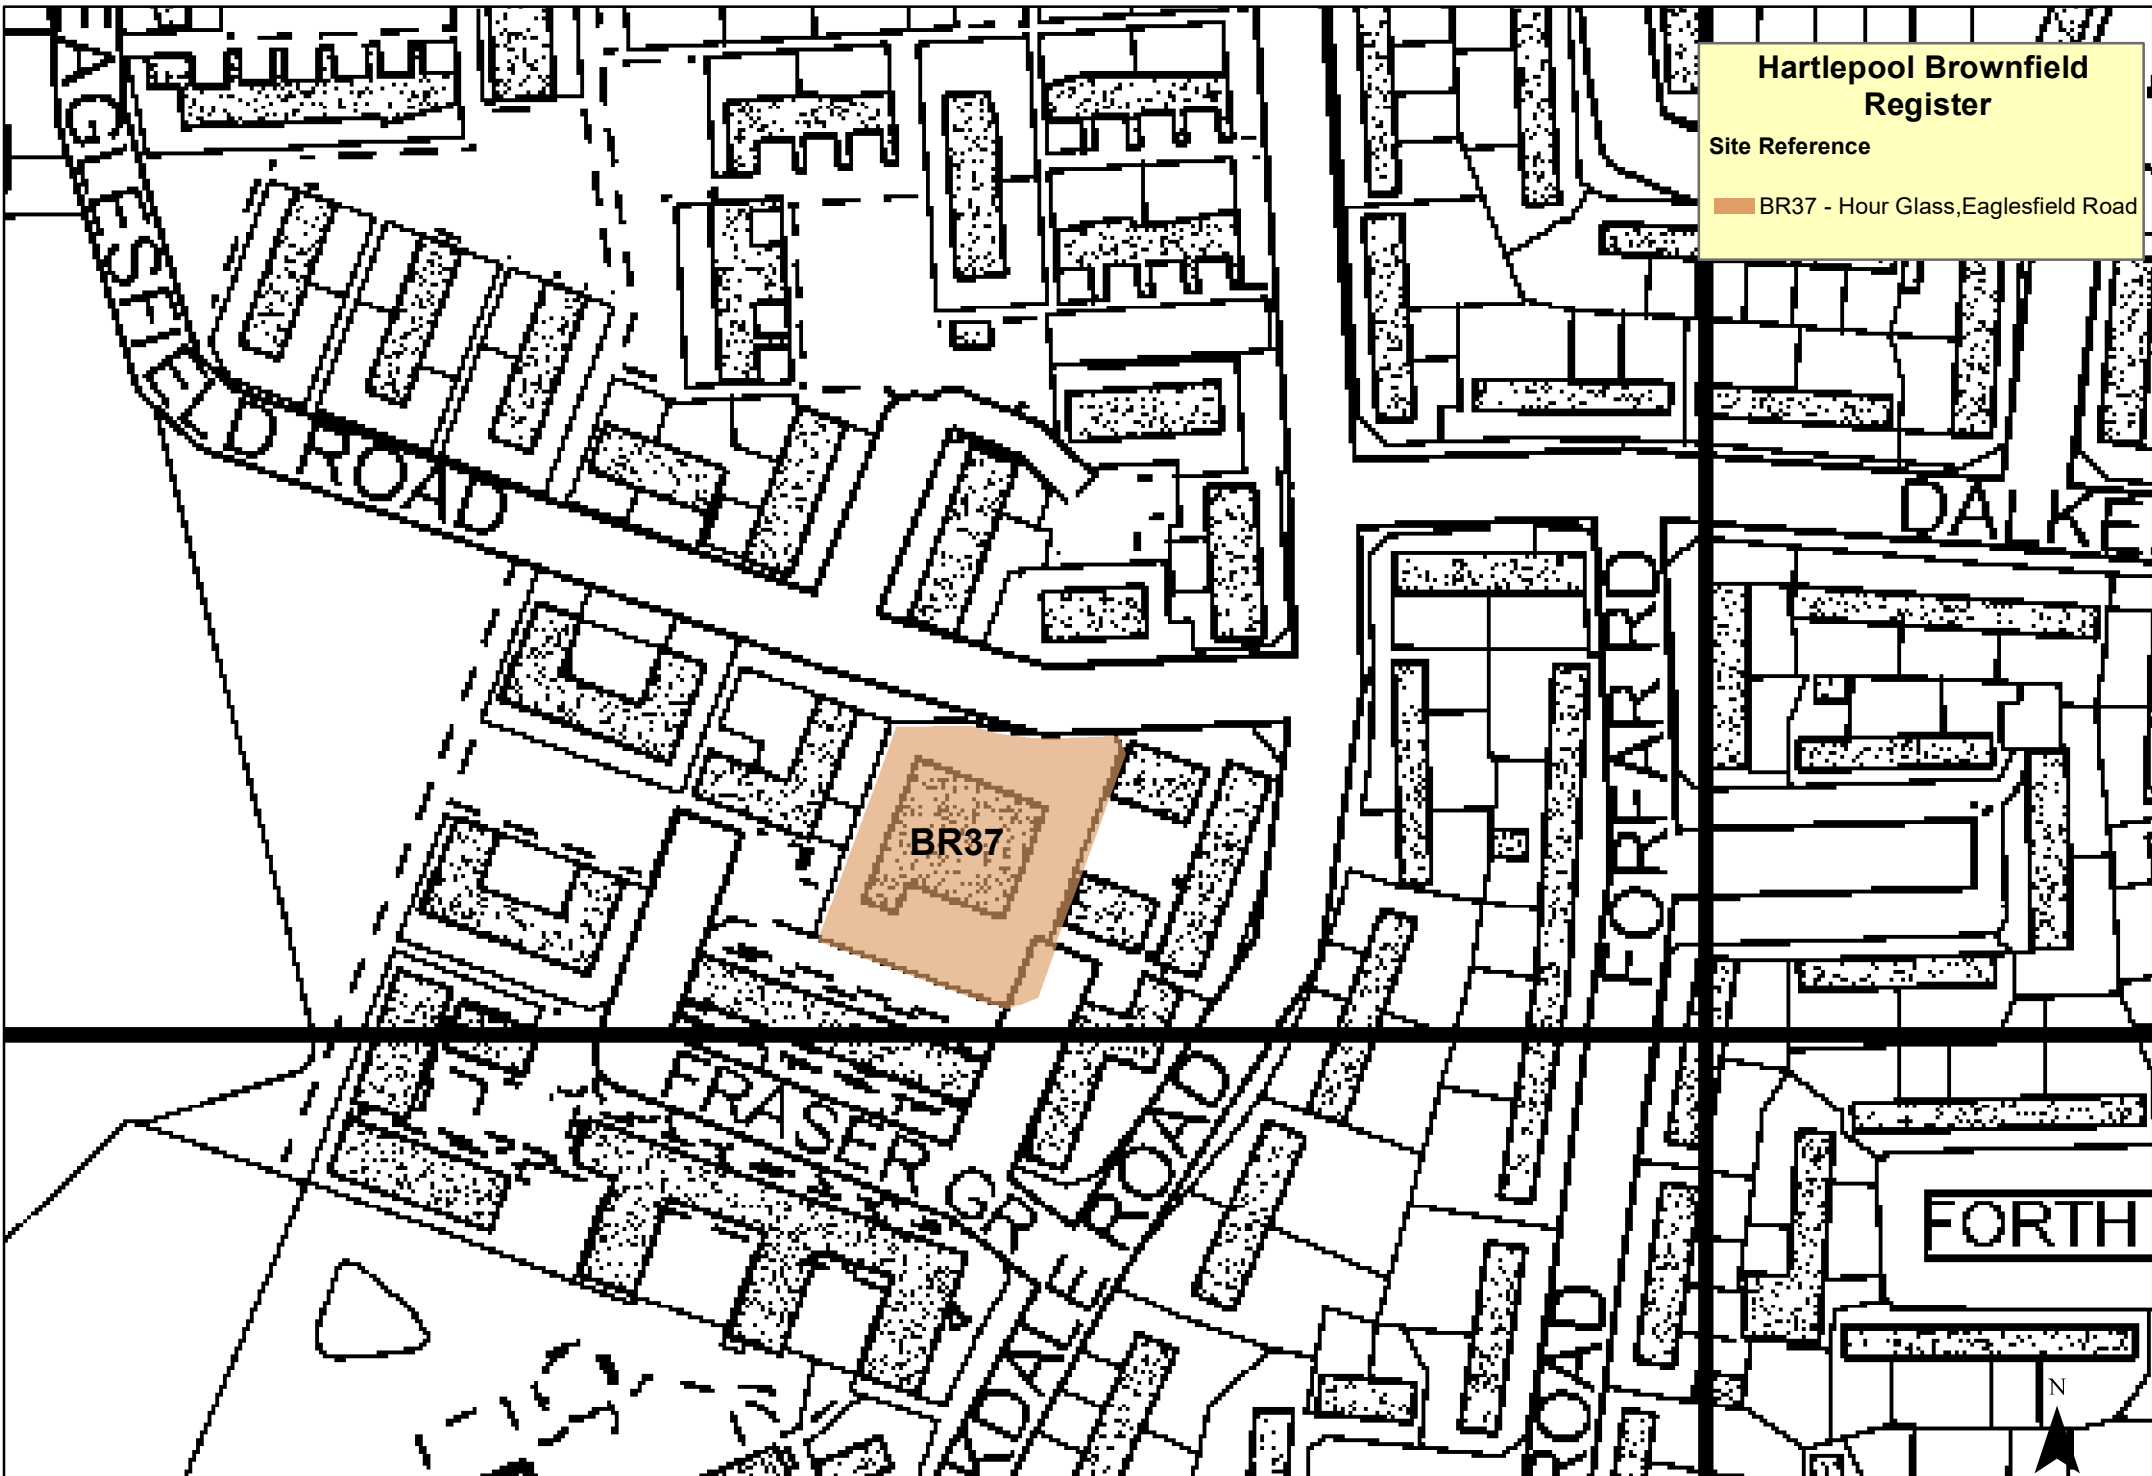 Hartlepool Brownfield
Register
Site Reference
BR37 - Hour Glass,Eaglesfield Road
EAGLESFIELD ROAD
DALKE
FORFAR RD
BR37
FRASER GR
KDALE ROAD
ROAD
FORTH
N